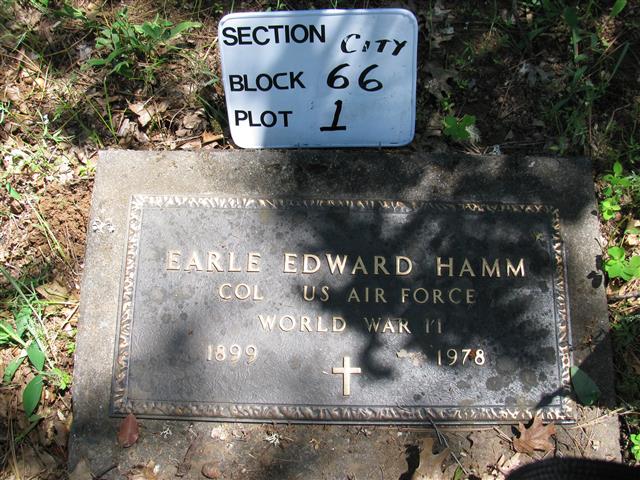 SECTION CITY
BLOCK 66
PLOT 1
EARLE EDWARD HAMM
COL US AIR FORCE
WORLD WAR II
1899 1978